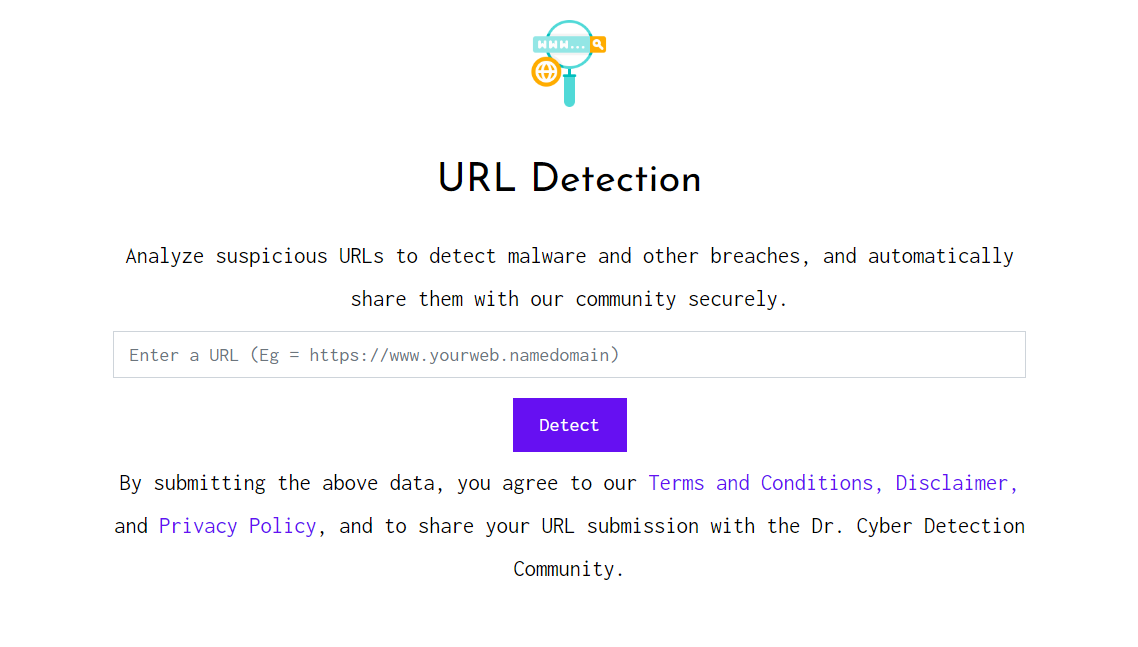 WWW...
URL Detection
Analyze suspicious URLs to detect malware and other breaches, and automatically
share them with our community securely.
Enter a URL (Eg = https://www.yourweb.namedomain)
Detect
By submitting the above data, you agree to our Terms and Conditions, Disclaimer,
and Privacy Policy, and to share your URL submission with the Dr. Cyber Detection
Community.